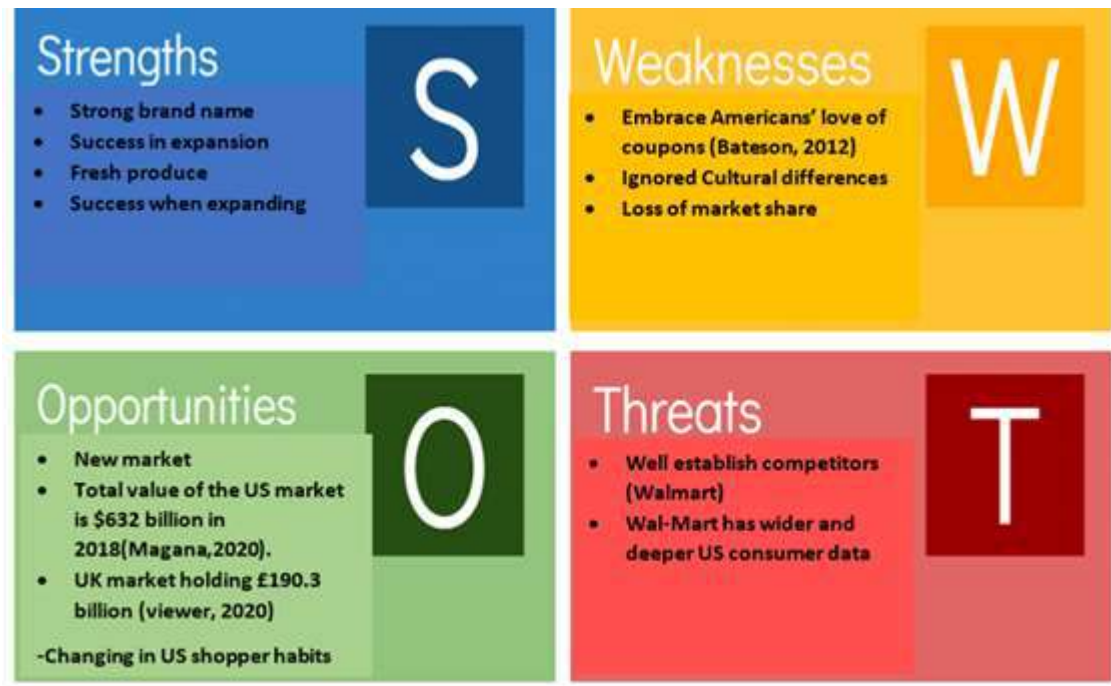 Strengths
S
• Strong brand name
• Success in expansion
• Fresh produce
• Success when expanding
Weaknesses
W
• Embrace Americans' love of
coupons (Bateson, 2012)
• Ignored Cultural differences
• Loss of market share
Opportunities
O
• New market
• Total value of the US market
is $632 billion in
2018(Magana,2020).
• UK market holding £190.3
billion (viewer, 2020)
-Changing in US shopper habits
Threats
T
• Well establish competitors
(Walmart)
• Wal-Mart has wider and
deeper US consumer data